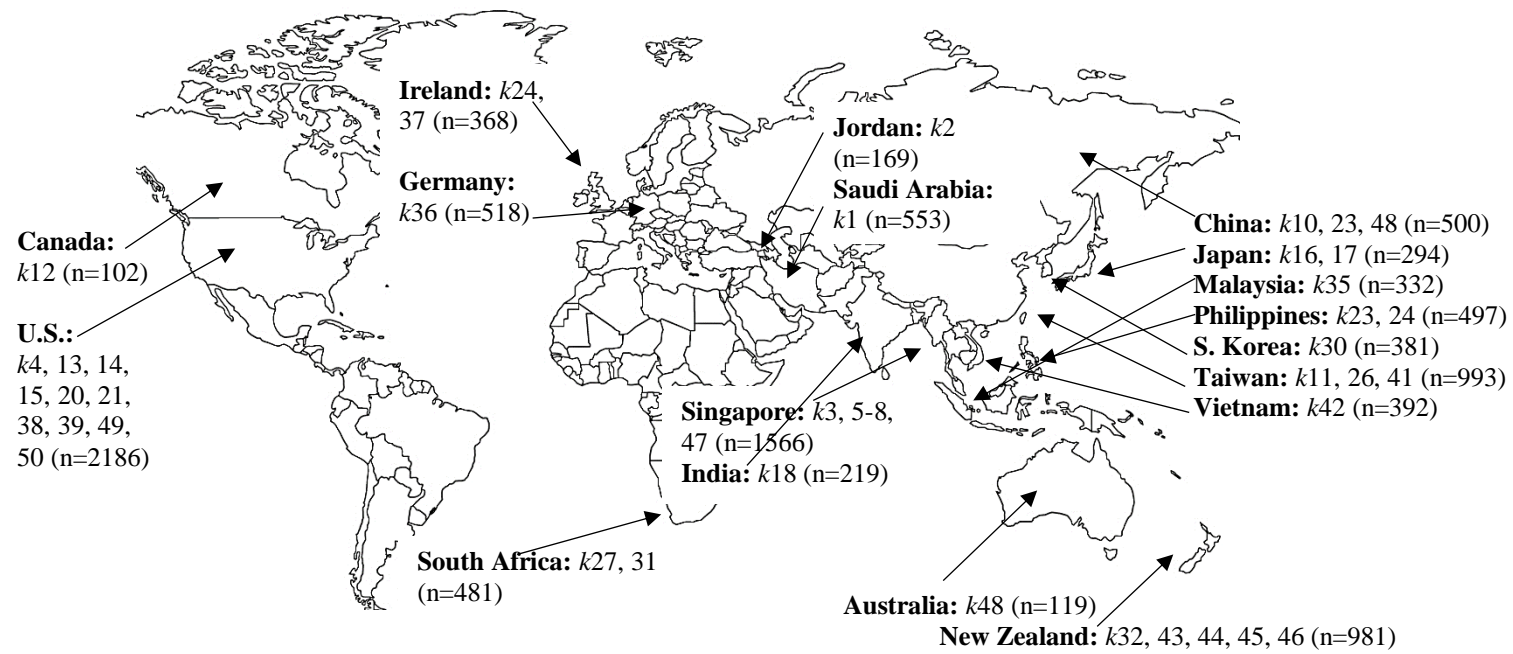 Ireland: k24,
37 (n=368)
Germany:
k36 (n=518)
Jordan: k2
(n=169)
Saudi Arabia:
k1 (n=553)
Canada:
k12 (n=102)
U.S.:
k4, 13, 14,
15, 20, 21,
38, 39, 49,
50 (n=2186)
China: k10, 23, 48 (n=500)
Japan: k16, 17 (n=294)
Malaysia: k35 (n=332)
Philippines: k23, 24 (n=497)
S. Korea: k30 (n=381)
Taiwan: k11, 26, 41 (n=993)
Vietnam: k42 (n=392)
Singapore: k3, 5-8,
47 (n=1566)
India: k18 (n=219)
South Africa: k27, 31
(n=481)
Australia: k48 (n=119)
New Zealand: k32, 43, 44, 45, 46 (n=981)